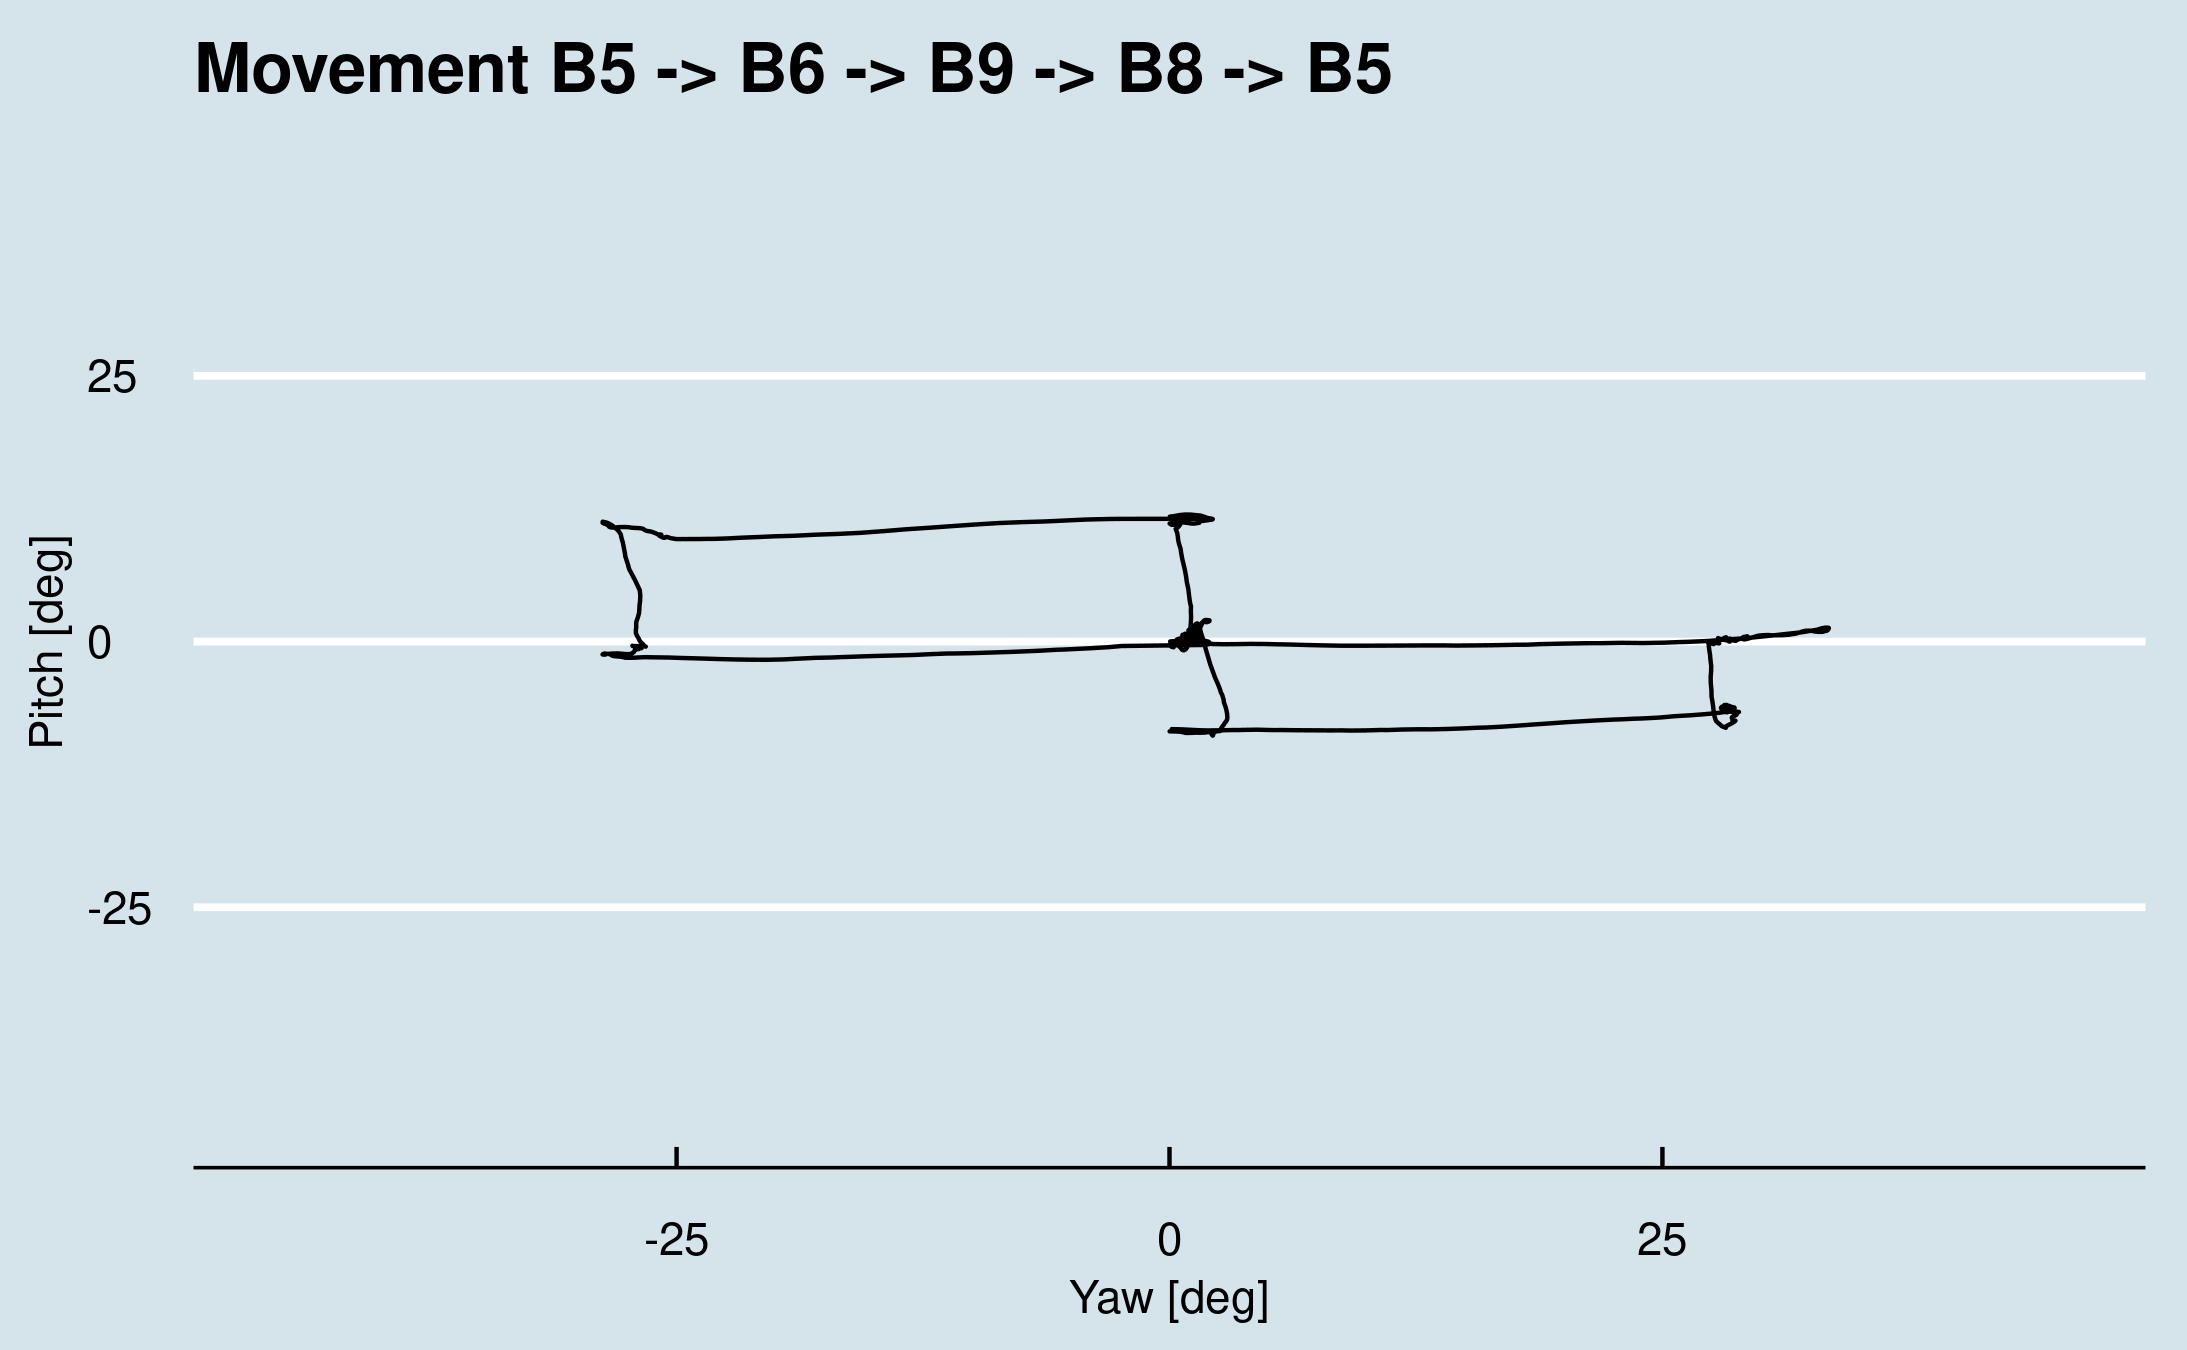 Movement B5 -> B6 -> B9 -> B8 -> B5
Pitch [deg]
25
0
-25
-25 0 25
Yaw [deg]